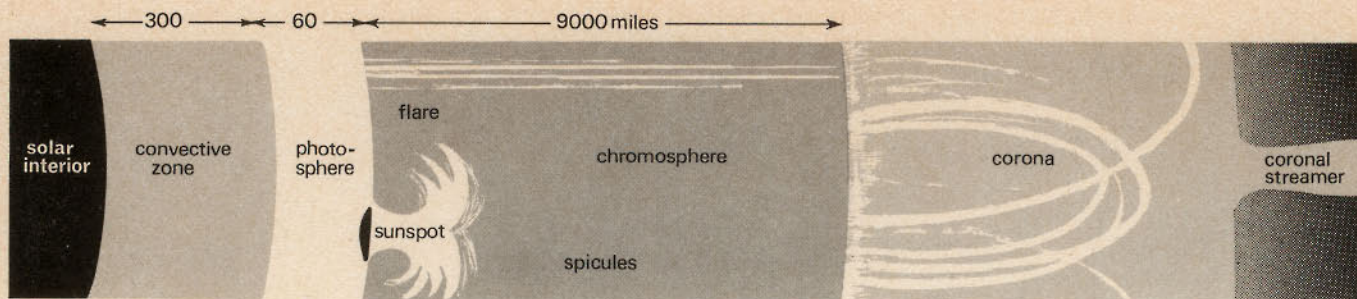 300
60
9000 miles
solar
interior
convective
zone
photo-
sphere
flare
sunspot
chromosphere
spicules
corona
coronal
streamer